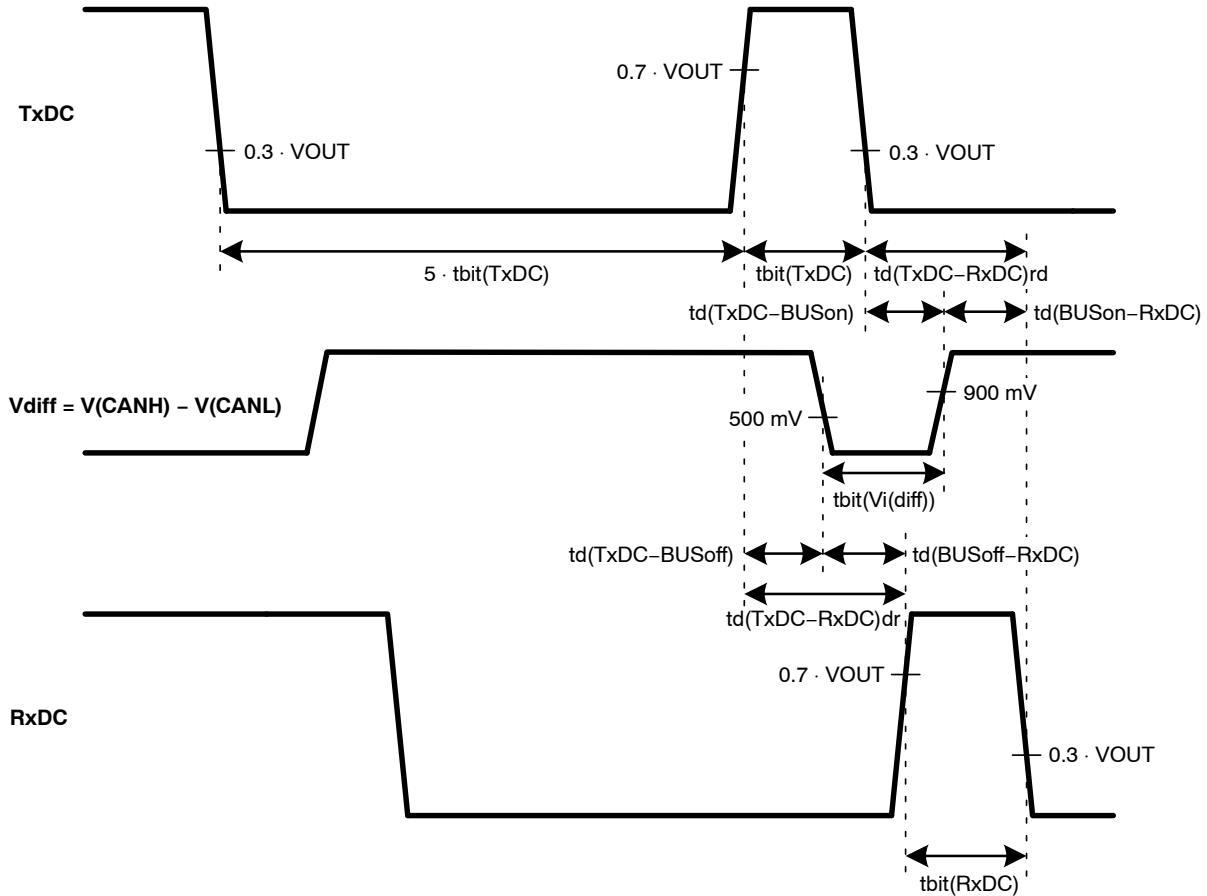 0.7 · VOUT
TxDC
0.3 · VOUT
0.3 · VOUT
5 · tbit(TxDC)
tbit(TxDC)
td(TxDC−RxDC)rd
td(TxDC−BUSon)
td(BUSon−RxDC)
Vdiff = V(CANH) − V(CANL)
900 mV
500 mV
tbit(Vi(diff))
td(TxDC−BUSoff)
td(BUSoff−RxDC)
td(TxDC−RxDC)dr
0.7 · VOUT
RxDC
0.3 · VOUT
tbit(RxDC)